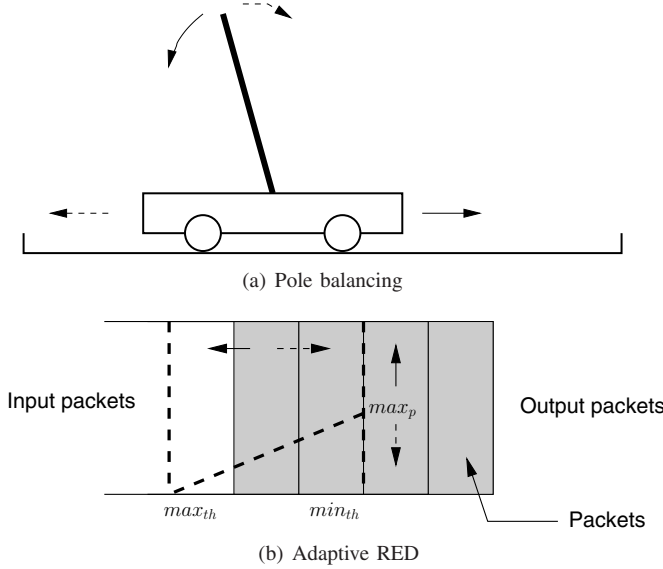 (a) Pole balancing
Input packets
max_p
Output packets
max_th
min_th
Packets
(b) Adaptive RED